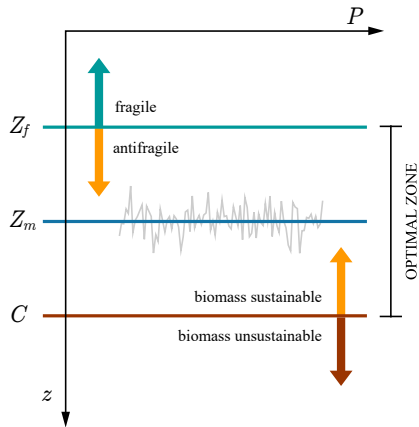 P
fragile
Z_f
antifragile
Z_m
OPTIMAL ZONE
biomass sustainable
C
biomass unsustainable
z